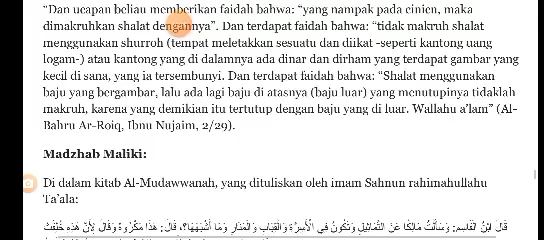 "Dan ucapan beliau memberikan faidah bahwa: "yang nampak pada cincin, maka
dimakruhkan shalat dengannya". Dan terdapat faidah bahwa: "tidak makruh shalat
menggunakan shurroh (tempat meletakkan sesuatu dan diikat -seperti kantong uang
logam-) atau kantong yang di dalamnya ada dinar dan dirham yang terdapat gambar yang
kecil di sana, yang ia tersembunyi. Dan terdapat faidah bahwa: "Shalat menggunakan
baju yang bergambar, lalu ada lagi baju di atasnya (baju luar) yang menutupinya tidaklah
makruh, karena yang demikian itu tertutup dengan baju yang di luar. Wallahu a'lam" (Al-
Bahru Ar-Roiq, Ibnu Nujaim, 2/29).
Madzhab Maliki:
Di dalam kitab Al-Mudawwanah, yang dituliskan oleh imam Sahnun rahimahullahu
Ta'ala:
قَالَ ابْنُ الْقَاسِمِ: وَسَأَلْتُ مَالِكًا عَنْ التَّمَاثِيلِ وَتَكُونُ فِي الْأَسِرَّةِ وَالْقِبَابِ وَالْمَنَارِ وَمَا أَشْبَهَهَا؟، قَالَ: هَذَا مَكْرُوهٌ وَقَالَ لِأَنَّ هَذِهِ خُلِقَتْ